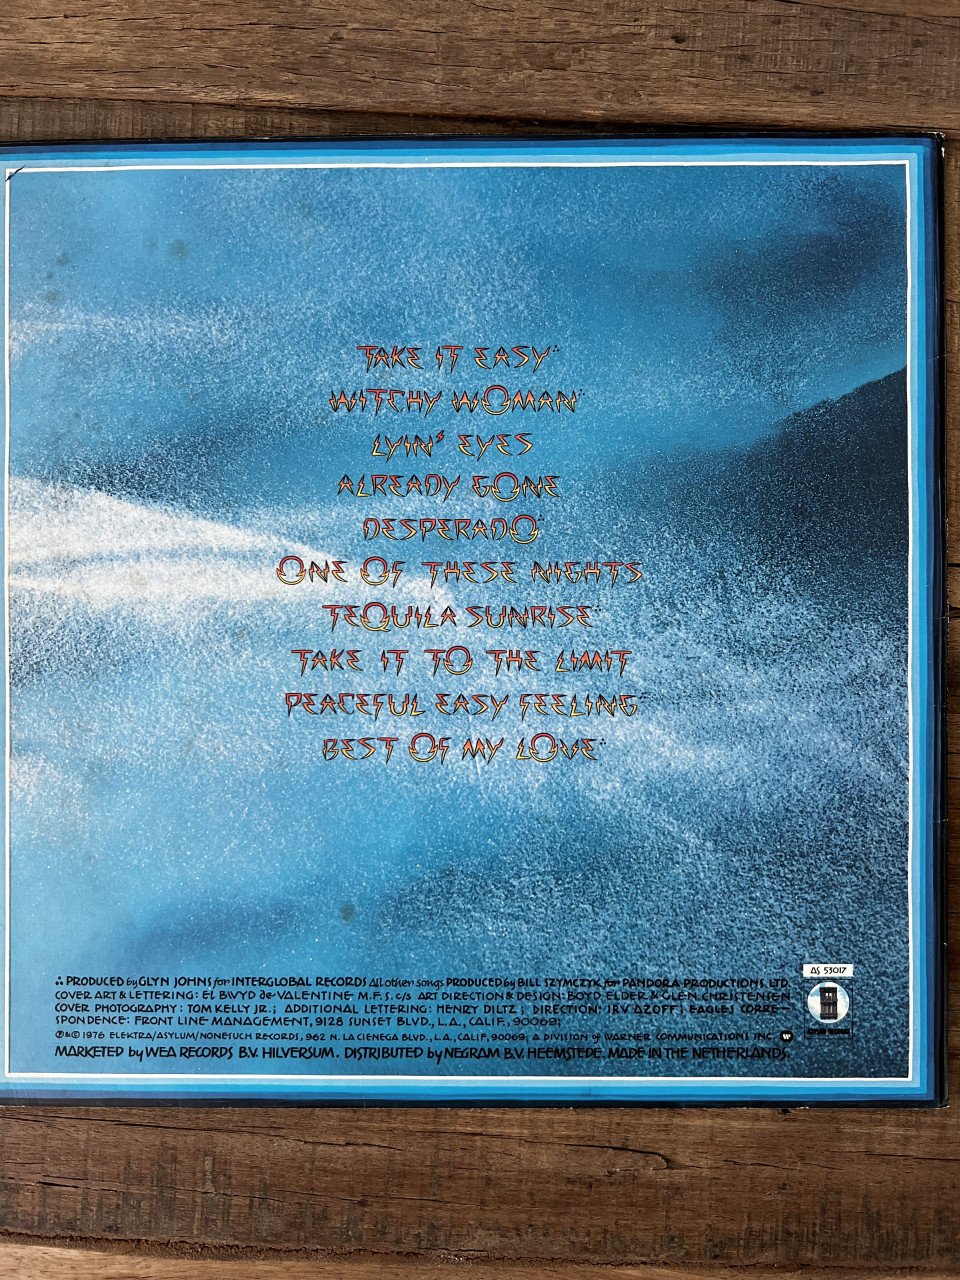 TAKE IT EASY∴
WITCHY WOMAN∴
LYIN' EYES
ALREADY GONE
DESPERADO∴
ONE OF THESE NIGHTS
TEQUILA SUNRISE∴
TAKE IT TO THE LIMIT
PEACEFUL EASY FEELING∴
BEST OF MY LOVE∴
AS 53017
∴ PRODUCED by GLYN JOHNS for INTERGLOBAL RECORDS All other songs PRODUCED by BILL SZYMCZYK for PANDORA PRODUCTIONS, LTD.
COVER ART & LETTERING: EL BWYD de VALENTINE M.F.S. c/s ART DIRECTION & DESIGN: BOYD ELDER & GLEN CHRISTENSEN
COVER PHOTOGRAPHY: TOM KELLY JR.; ADDITIONAL LETTERING: HENRY DILTZ; DIRECTION: IRV AZOFF; EAGLES CORRE-
SPONDENCE: FRONT LINE MANAGEMENT, 9128 SUNSET BLVD., L.A., CALIF., 90069;
℗&© 1976 ELEKTRA/ASYLUM/NONESUCH RECORDS, 962 N. LA CIENEGA BLVD., L.A., CALIF, 90069; A DIVISION of WARNER COMMUNICATIONS INC.
MARKETED by WEA RECORDS B.V. HILVERSUM. DISTRIBUTED by NEGRAM B.V. HEEMSTEDE. MADE IN THE NETHERLANDS